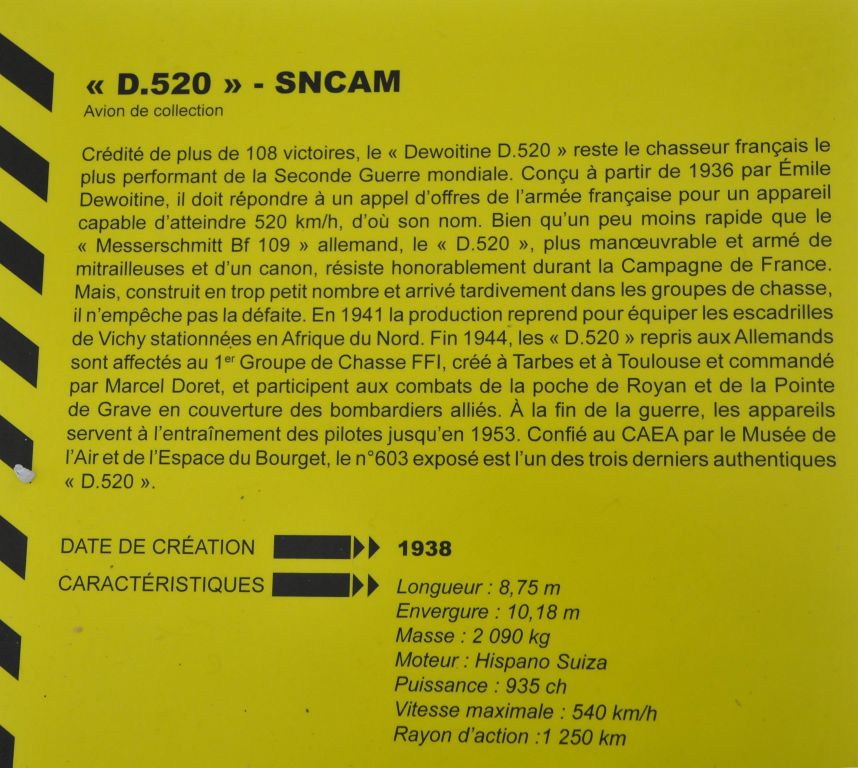 « D.520 » - SNCAM
Avion de collection
Crédité de plus de 108 victoires, le « Dewoitine D.520 » reste le chasseur français le
plus performant de la Seconde Guerre mondiale. Conçu à partir de 1936 par Émile
Dewoitine, il doit répondre à un appel d’offres de l’armée française pour un appareil
capable d’atteindre 520 km/h, d’où son nom. Bien qu’un peu moins rapide que le
« Messerschmitt Bf 109 » allemand, le « D.520 », plus manœuvrable et armé de
mitrailleuses et d’un canon, résiste honorablement durant la Campagne de France.
Mais, construit en trop petit nombre et arrivé tardivement dans les groupes de chasse,
il n’empêche pas la défaite. En 1941 la production reprend pour équiper les escadrilles
de Vichy stationnées en Afrique du Nord. Fin 1944, les « D.520 » repris aux Allemands
sont affectés au 1er Groupe de Chasse FFI, créé à Tarbes et à Toulouse et commandé
par Marcel Doret, et participent aux combats de la poche de Royan et de la Pointe
de Grave en couverture des bombardiers alliés. À la fin de la guerre, les appareils
servent à l’entraînement des pilotes jusqu’en 1953. Confié au CAEA par le Musée de
l’Air et de l’Espace du Bourget, le n°603 exposé est l’un des trois derniers authentiques
« D.520 ».
DATE DE CRÉATION 1938
CARACTÉRISTIQUES Longueur : 8,75 m
Envergure : 10,18 m
Masse : 2 090 kg
Moteur : Hispano Suiza
Puissance : 935 ch
Vitesse maximale : 540 km/h
Rayon d’action :1 250 km